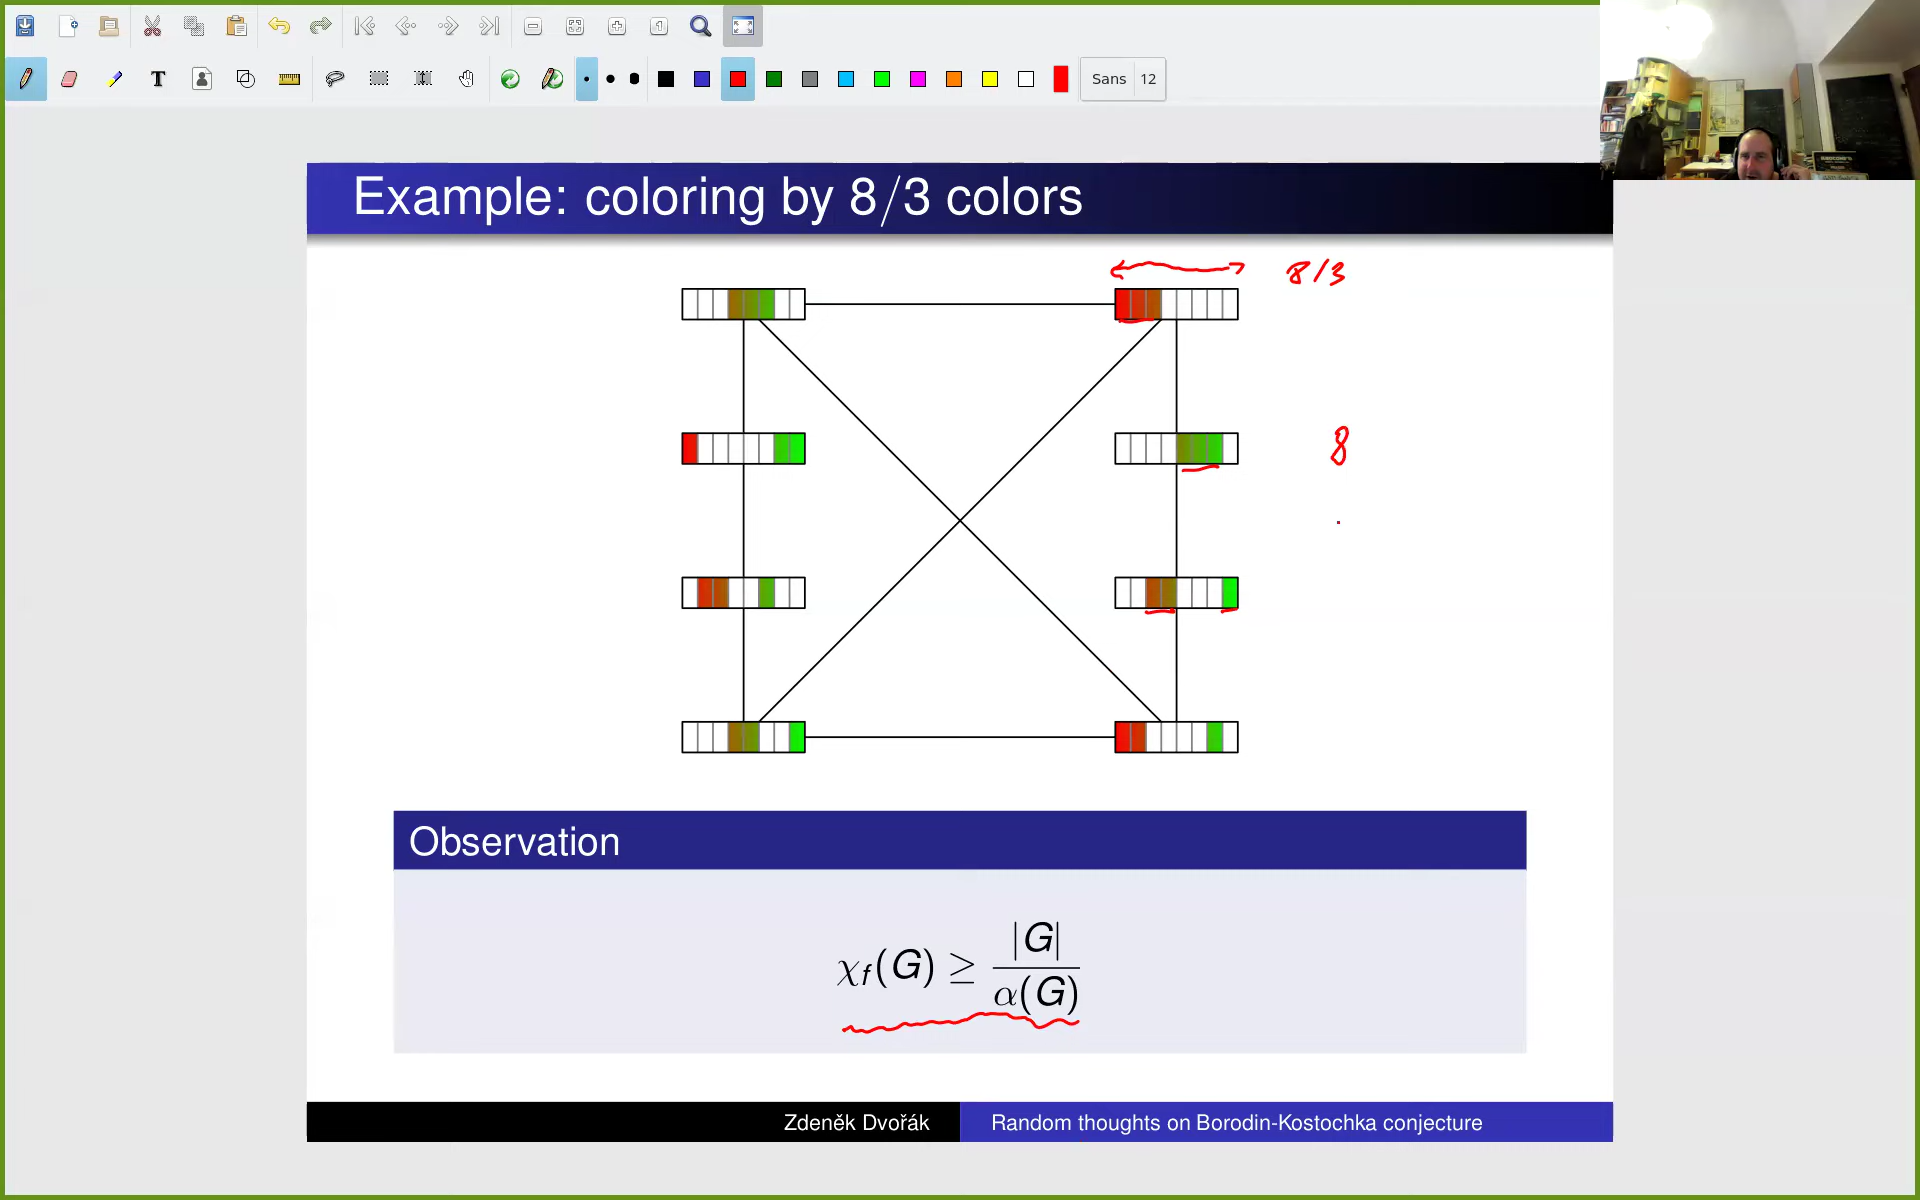 T
1
Sans 12
Example: coloring by 8/3 colors
8/3
8
Observation
χf(G) ≥ |G| / α(G)
Zdeněk Dvořák
Random thoughts on Borodin-Kostochka conjecture